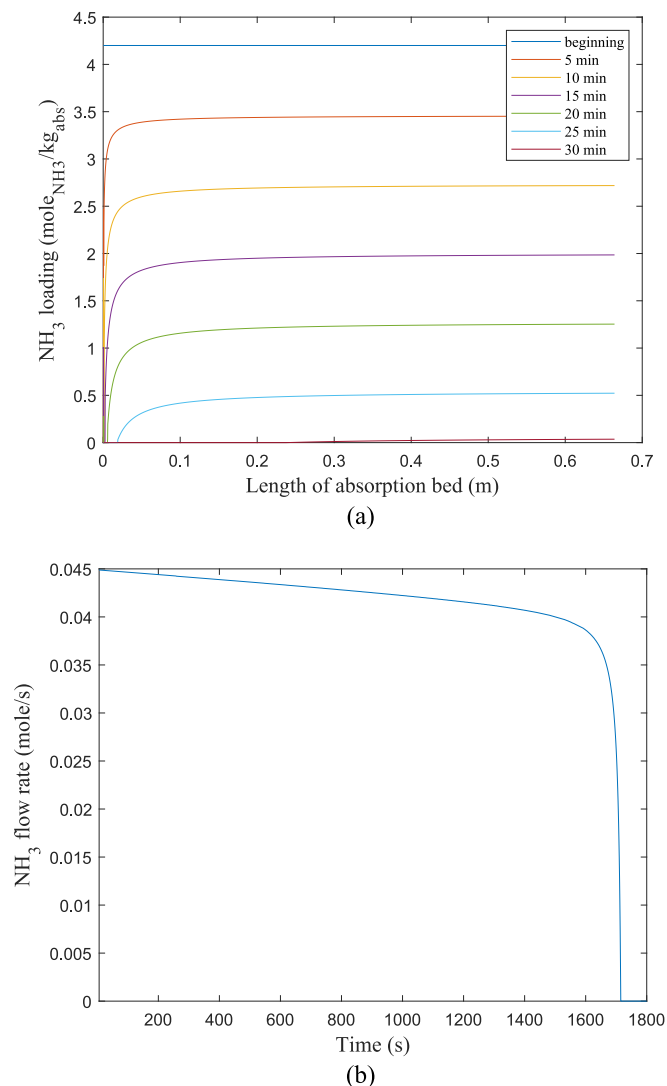 4.5
4
3.5
3
2.5
2
1.5
1
0.5
0
NH3 loading (moleNH3/kgabs)
beginning
5 min
10 min
15 min
20 min
25 min
30 min
0 0.1 0.2 0.3 0.4 0.5 0.6 0.7
Length of absorption bed (m)
(a)
0.045
0.04
0.035
0.03
0.025
0.02
0.015
0.01
0.005
0
NH3 flow rate (mole/s)
200 400 600 800 1000 1200 1400 1600 1800
Time (s)
(b)